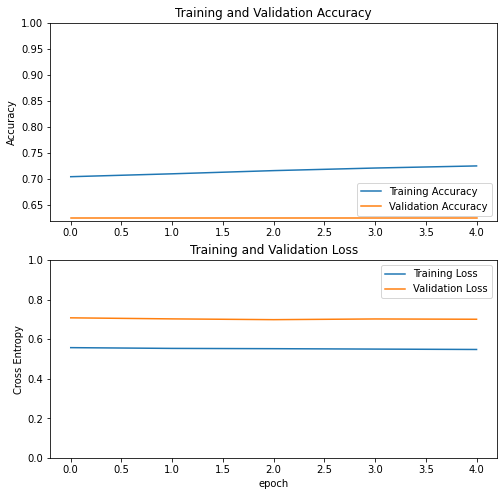 Training and Validation Accuracy
1.00
0.95
0.90
0.85
0.80
0.75
0.70
0.65
Accuracy
Training Accuracy
Validation Accuracy
0.0 0.5 1.0 1.5 2.0 2.5 3.0 3.5 4.0
Training and Validation Loss
1.0
0.8
0.6
0.4
0.2
0.0
Cross Entropy
Training Loss
Validation Loss
0.0 0.5 1.0 1.5 2.0 2.5 3.0 3.5 4.0
epoch